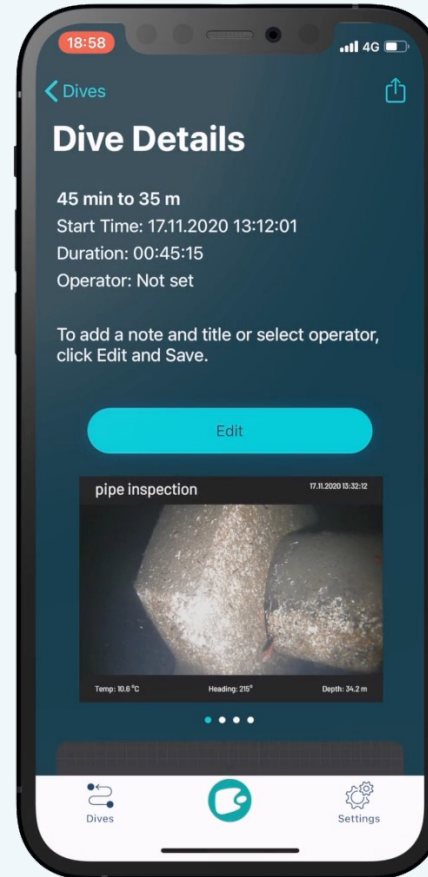 18:58
4G
Dives
Dive Details
45 min to 35 m
Start Time: 17.11.2020 13:12:01
Duration: 00:45:15
Operator: Not set
To add a note and title or select operator,
click Edit and Save.
Edit
pipe inspection 17.11.2020 13:32:12
Temp: 10.6 °C Heading: 215° Depth: 34.2 m
Dives Settings